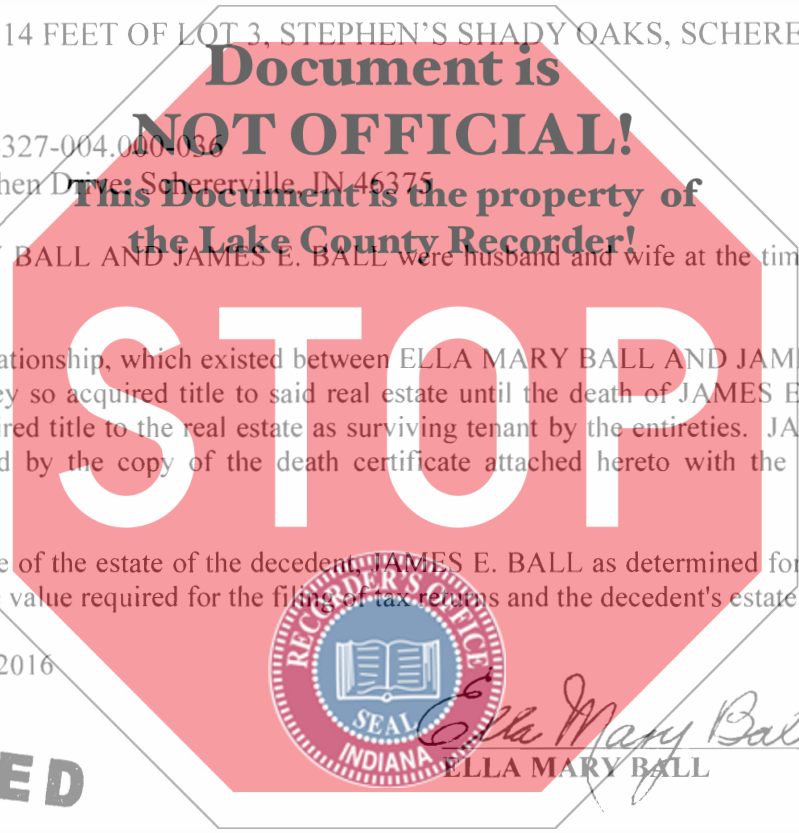 14 FEET OF LOT 3, STEPHEN'S SHADY OAKS, SCHERE
Document is
NOT OFFICIAL!
327-004.000-036
hen Drive, Schererville, IN 46375
This Document is the property of
the Lake County Recorder!
BALL AND JAMES E. BALL were husband and wife at the tim
ationship, which existed between ELLA MARY BALL AND JAM
ey so acquired title to said real estate until the death of JAMES E
ired title to the real estate as surviving tenant by the entireties. JA
d by the copy of the death certificate attached hereto with the
STOP
e of the estate of the decedent, JAMES E. BALL as determined for
value required for the filing of tax returns and the decedent's estate
2016
RECORDER'S OFFICE
SEAL
INDIANA
Ella Mary Bal
ELLA MARY BALL
ED